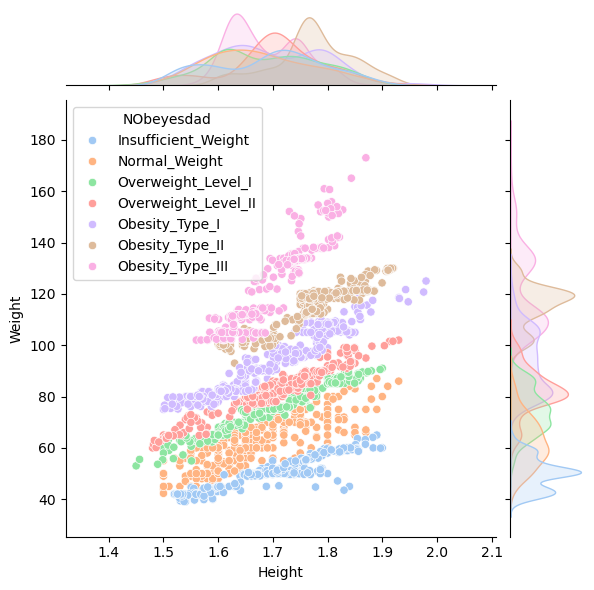 NObeyesdad
Insufficient_Weight
Normal_Weight
Overweight_Level_I
Overweight_Level_II
Obesity_Type_I
Obesity_Type_II
Obesity_Type_III
Weight
180
160
140
120
100
80
60
40
1.4 1.5 1.6 1.7 1.8 1.9 2.0 2.1
Height